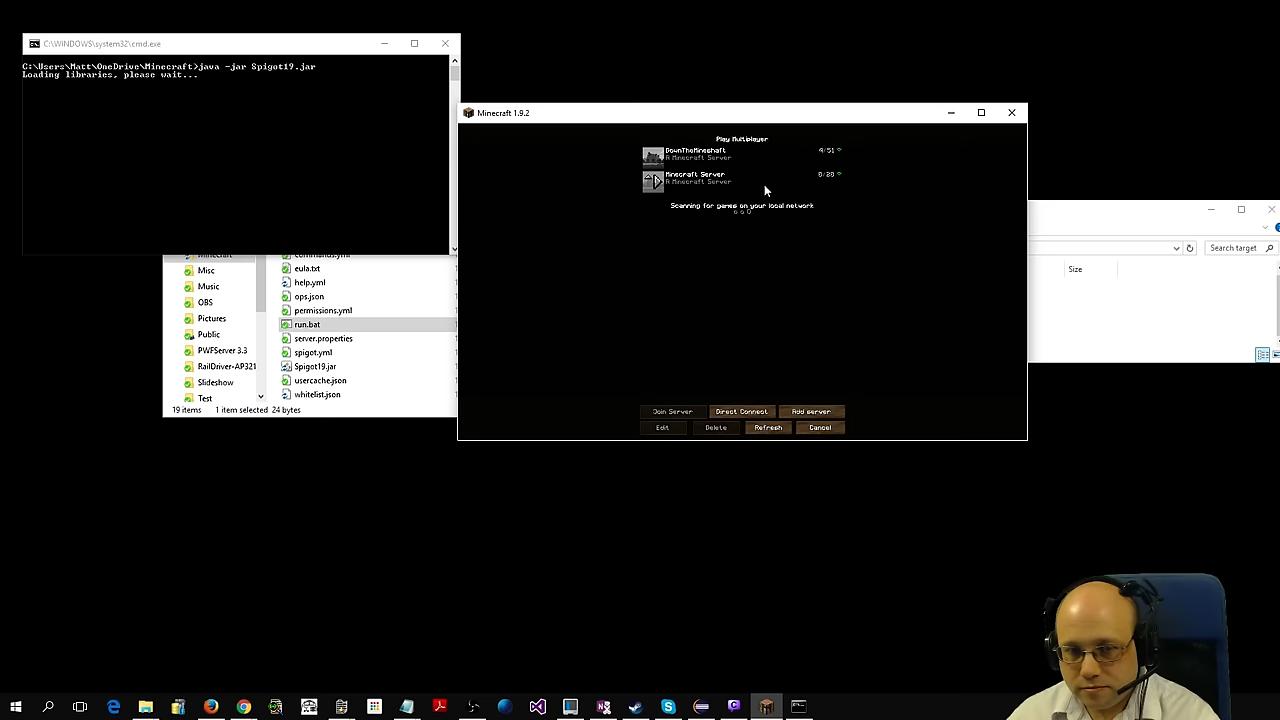 C:\WINDOWS\system32\cmd.exe
C:\Users\Matt\OneDrive\Minecraft>java -jar Spigot19.jar
Loading libraries, please wait...
Minecraft 1.9.2
Play Multiplayer
DownTheMineshaft
A Minecraft Server
4/51
Minecraft Server
A Minecraft Server
0/20
Scanning for games on your local network
o o O
Join Server
Direct Connect
Add server
Edit
Delete
Refresh
Cancel
Search target
Size
Minecraft
Misc
Music
OBS
Pictures
Public
PWFServer 3.3
RailDriver-AP321
Slideshow
Test
commands.yml
eula.txt
help.yml
ops.json
permissions.yml
run.bat
server.properties
spigot.yml
Spigot19.jar
usercache.json
whitelist.json
19 items
1 item selected 24 bytes